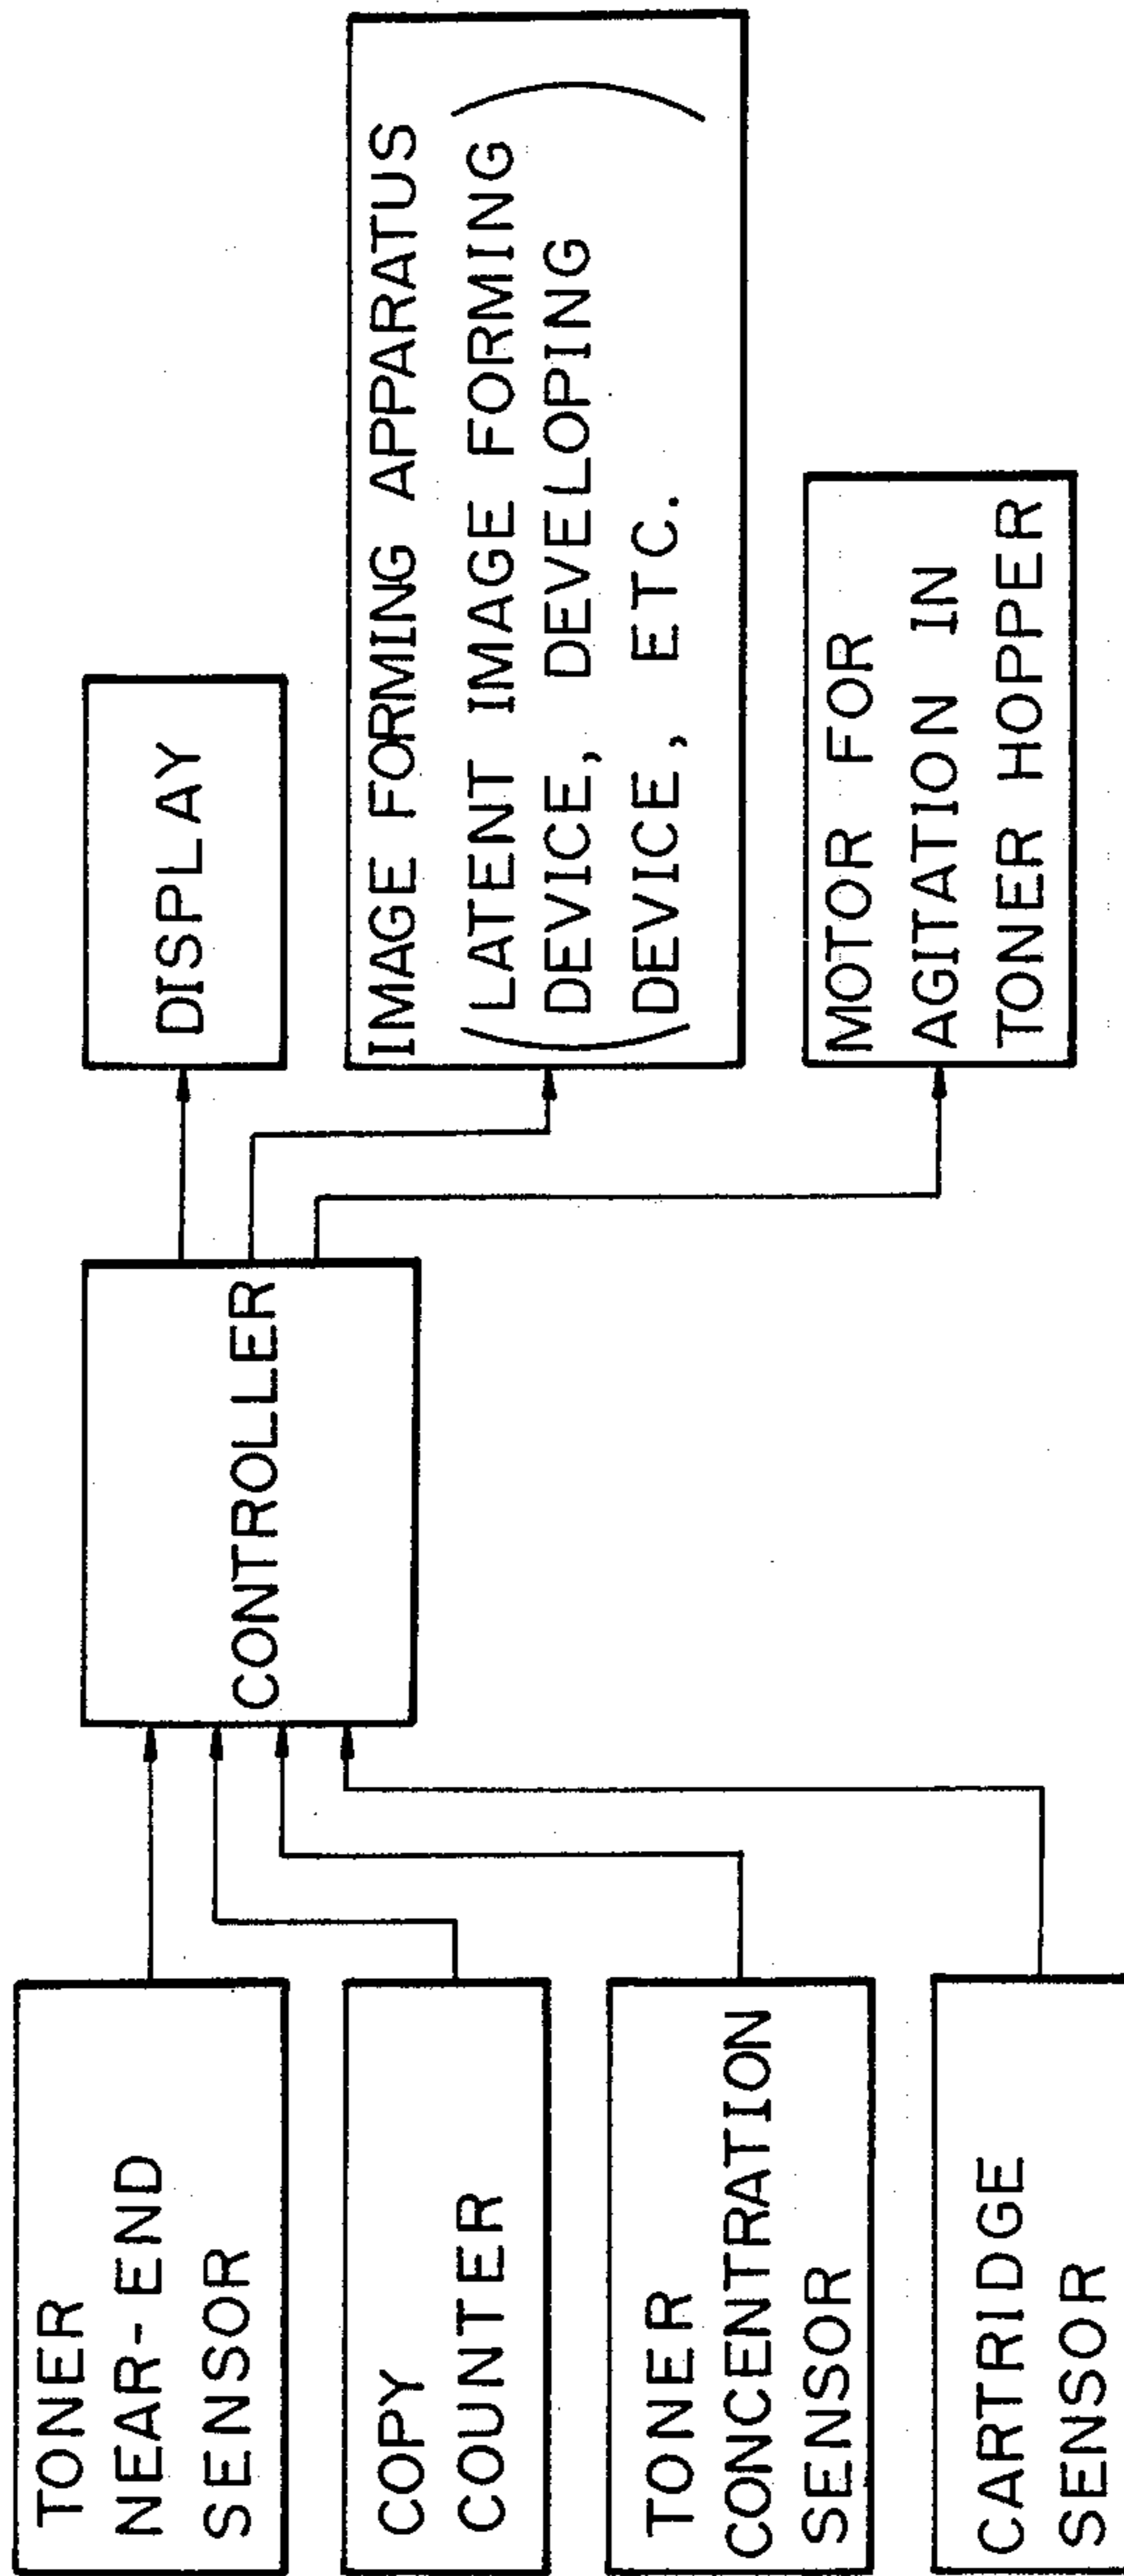 TONER
NEAR-END
SENSOR
COPY
COUNTER
TONER
CONCENTRATION
SENSOR
CARTRIDGE
SENSOR
CONTROLLER
DISPLAY
IMAGE FORMING APPARATUS
(LATENT IMAGE FORMING
DEVICE, DEVELOPING
DEVICE, ETC.)
MOTOR FOR
AGITATION IN
TONER HOPPER